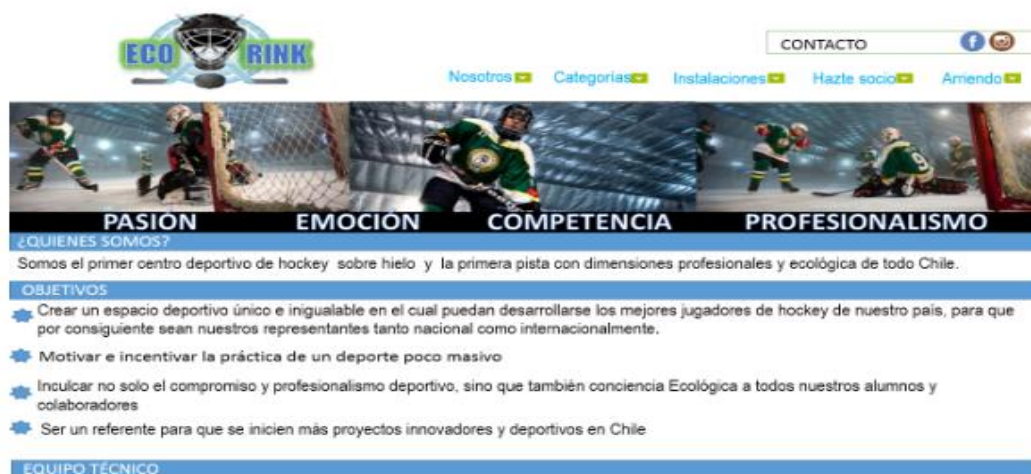 ECO RINK
CONTACTO
Nosotros
Categorias
Instalaciones
Hazte socio
Arriendo
PASIÓN EMOCIÓN COMPETENCIA PROFESIONALISMO
¿QUIENES SOMOS?
Somos el primer centro deportivo de hockey sobre hielo y la primera pista con dimensiones profesionales y ecológica de todo Chile.
OBJETIVOS
Crear un espacio deportivo único e inigualable en el cual puedan desarrollarse los mejores jugadores de hockey de nuestro país, para que
por consiguiente sean nuestros representantes tanto nacional como internacionalmente.
Motivar e incentivar la práctica de un deporte poco masivo
Inculcar no solo el compromiso y profesionalismo deportivo, sino que también conciencia Ecológica a todos nuestros alumnos y
colaboradores
Ser un referente para que se inicien más proyectos innovadores y deportivos en Chile
EQUIPO TÉCNICO